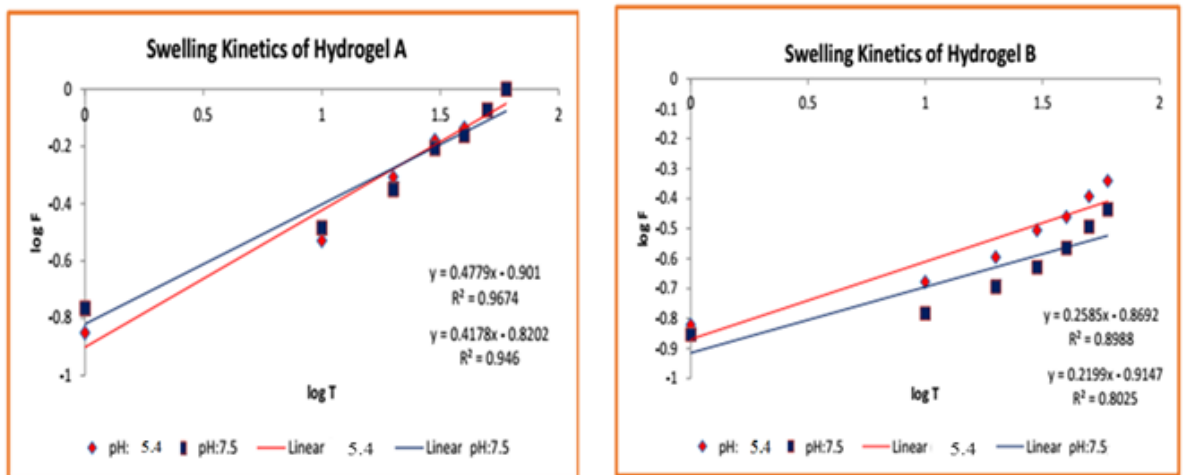 Swelling Kinetics of Hydrogel A
0
0 0.5 1 1.5 2
-0.2
-0.4
-0.6
-0.8
-1
log F
log T
y = 0.4779x - 0.901
R² = 0.9674
y = 0.4178x - 0.8202
R² = 0.946
pH: 5.4 pH:7.5 Linear 5.4 Linear pH:7.5
Swelling Kinetics of Hydrogel B
0
0 0.5 1 1.5 2
-0.1
-0.2
-0.3
-0.4
-0.5
-0.6
-0.7
-0.8
-0.9
-1
log F
log T
y = 0.2585x - 0.8692
R² = 0.8988
y = 0.2199x - 0.9147
R² = 0.8025
pH: 5.4 pH:7.5 Linear 5.4 Linear pH:7.5